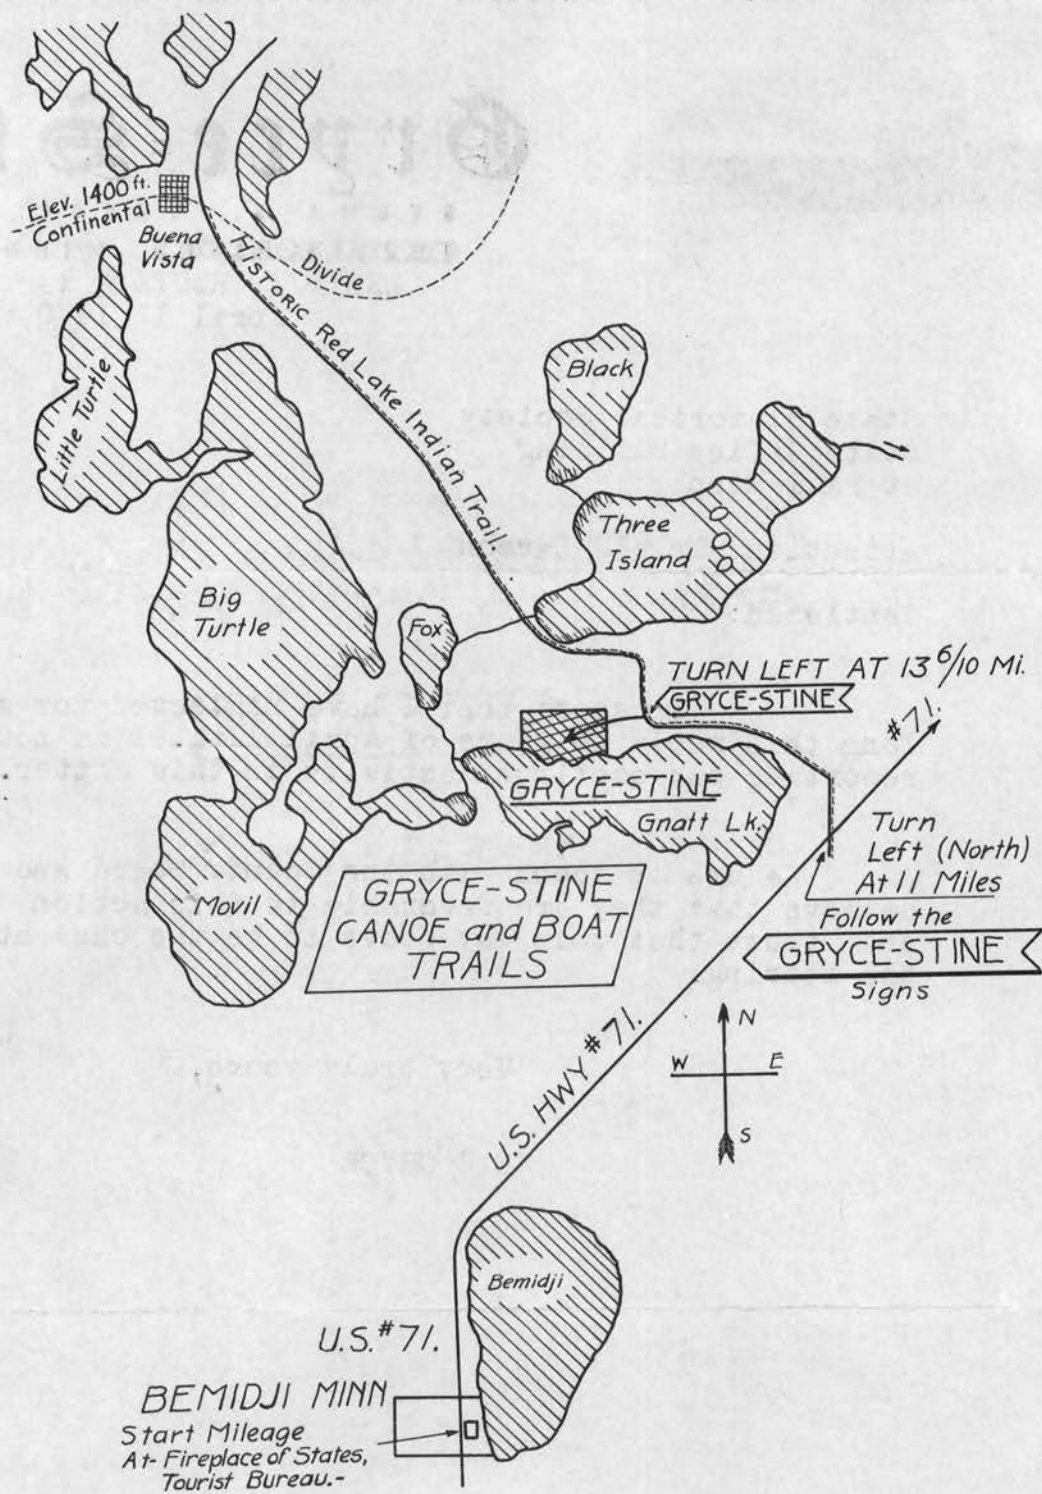 Elev. 1400 ft.
Continental
Buena
Vista
Divide
Historic Red Lake Indian Trail.
Little Turtle
Black
Three
Island
Big
Turtle
Fox
TURN LEFT AT 13 6/10 Mi.
GRYCE-STINE
#71.
GRYCE-STINE
Gnatt Lk.
Turn
Left (North)
At 11 Miles
Follow the
GRYCE-STINE
Signs
Movil
GRYCE-STINE
CANOE and BOAT
TRAILS
N
W E
S
U.S. HWY #71.
Bemidji
U.S. #71.
BEMIDJI MINN
Start Mileage
At- Fireplace of States,
Tourist Bureau.-